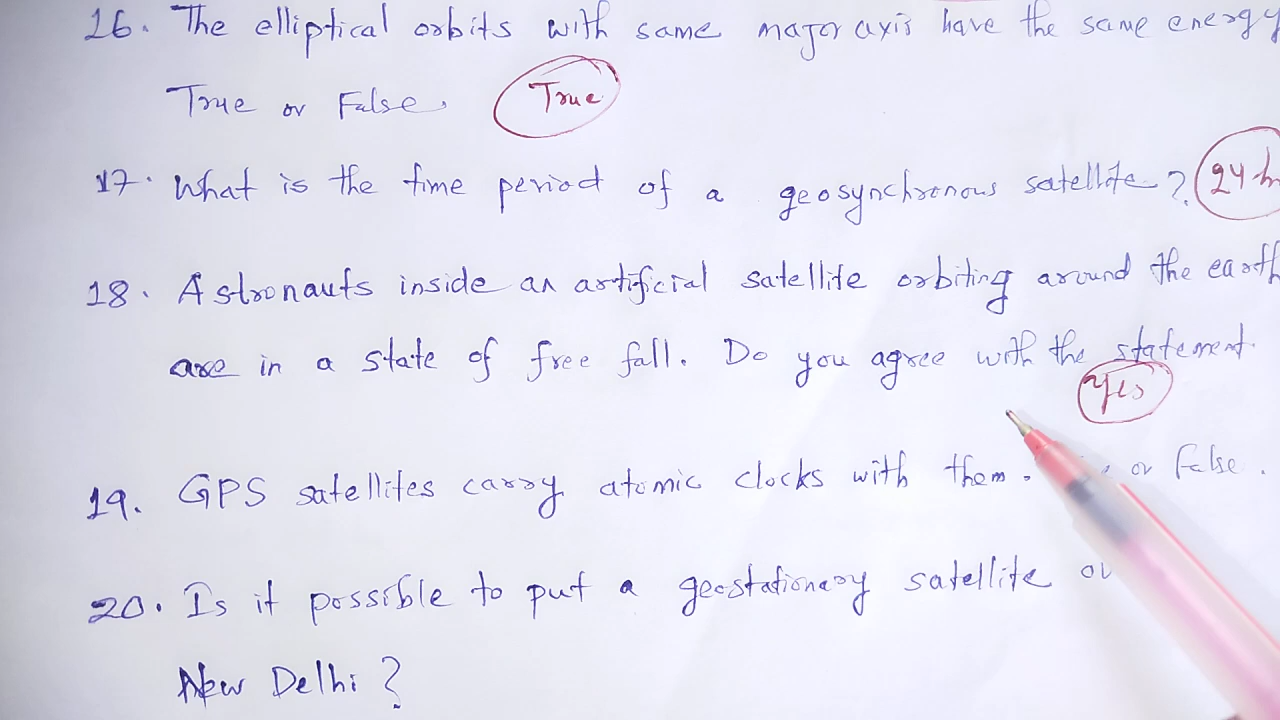 16. The elliptical orbits with same major axis have the same energy
True or False. True
17. What is the time period of a geosynchronous satellite? 24 h
18. Astronauts inside an artificial satellite orbiting around the earth
are in a state of free fall. Do you agree with the statement.
Yes
19. GPS satellites carry atomic clocks with them. or False.
20. Is it possible to put a geostationary satellite
New Delhi?